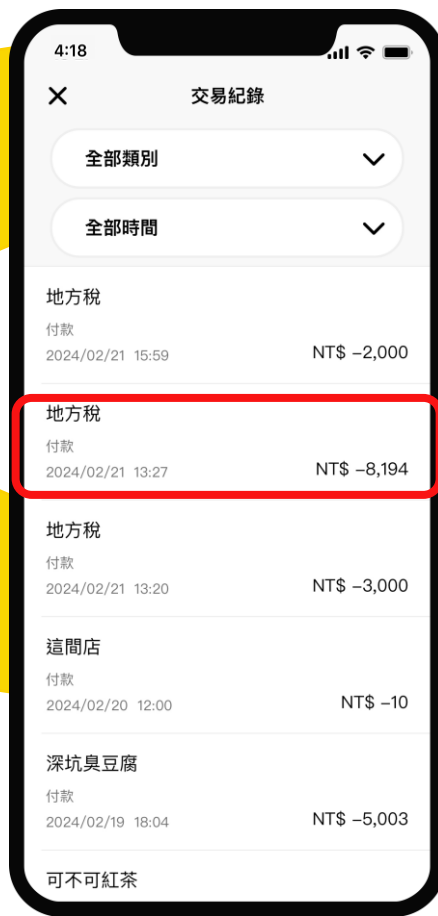 4:18
交易紀錄
全部類別
全部時間
地方稅
付款
2024/02/21 15:59
NT$ −2,000
地方稅
付款
2024/02/21 13:27
NT$ −8,194
地方稅
付款
2024/02/21 13:20
NT$ −3,000
這間店
付款
2024/02/20 12:00
NT$ −10
深坑臭豆腐
付款
2024/02/19 18:04
NT$ −5,003
可不可紅茶